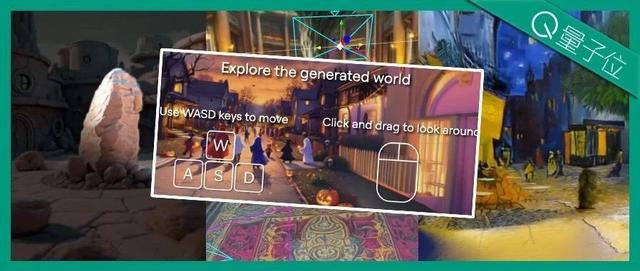 量子位
Explore the generated world
Use WASD keys to move
Click and drag to look around
W
A S D